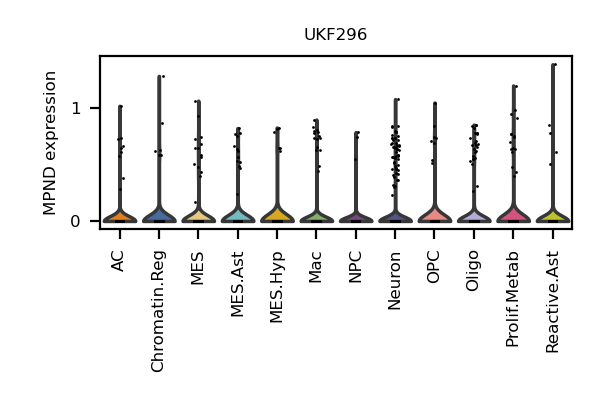 UKF296
MPND expression
1
0
AC
Chromatin.Reg
MES
MES.Ast
MES.Hyp
Mac
NPC
Neuron
OPC
Oligo
Prolif.Metab
Reactive.Ast